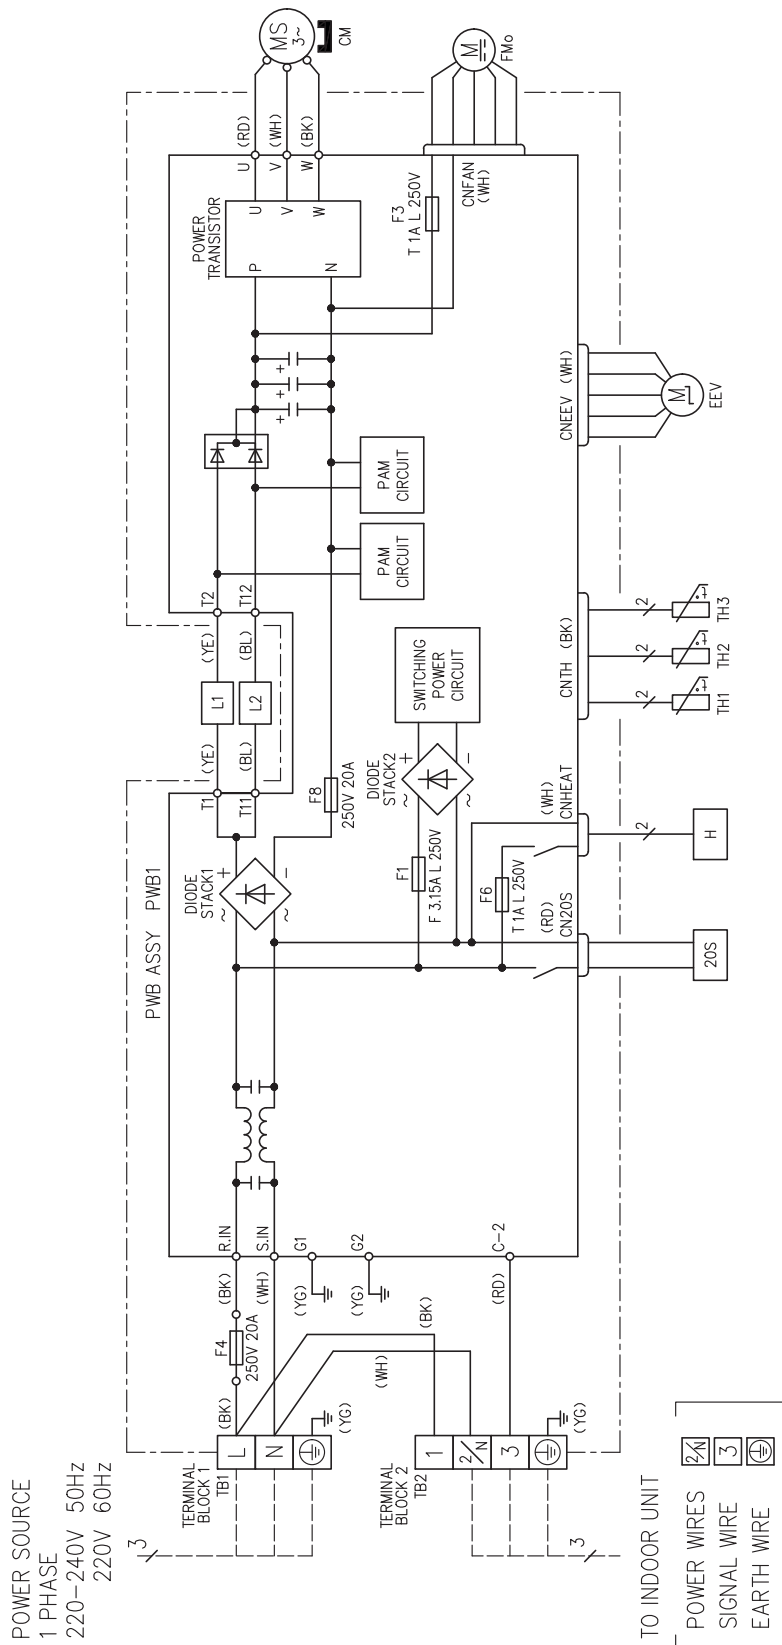 POWER SOURCE
1 PHASE
220-240V 50Hz
220V 60Hz
3
TERMINAL
BLOCK 1
TB1
L
N
(BK)
F4
250V 20A
(BK)
(WH)
R.IN
S.IN
(YG)
G1
(YG)
G2
(YG)
TERMINAL
BLOCK 2
TB2
1
2/N
3
(BK)
(WH)
(RD)
C-2
(YG)
3
TO INDOOR UNIT
POWER WIRES
2/N
SIGNAL WIRE
3
EARTH WIRE
PWB ASSY PWB1
DIODE
STACK1
~ +
~ -
T1
T11
(YE)
(BL)
L1
L2
(YE)
(BL)
T2
T12
F8
250V 20A
F1
F 3.15A L 250V
DIODE
STACK2
~ +
~ -
SWITCHING
POWER
CIRCUIT
F6
T 1A L 250V
(RD)
CN20S
20S
(WH)
CNHEAT
2
H
PAM
CIRCUIT
PAM
CIRCUIT
+
+
+
POWER
TRANSISTOR
P
N
U
V
W
U (RD)
V (WH)
W (BK)
MS
3~
CM
F3
T 1A L 250V
CNFAN
(WH)
M
FMo
CNTH (BK)
2
2
2
t°
t°
t°
TH1
TH2
TH3
CNEEV (WH)
M
EEV